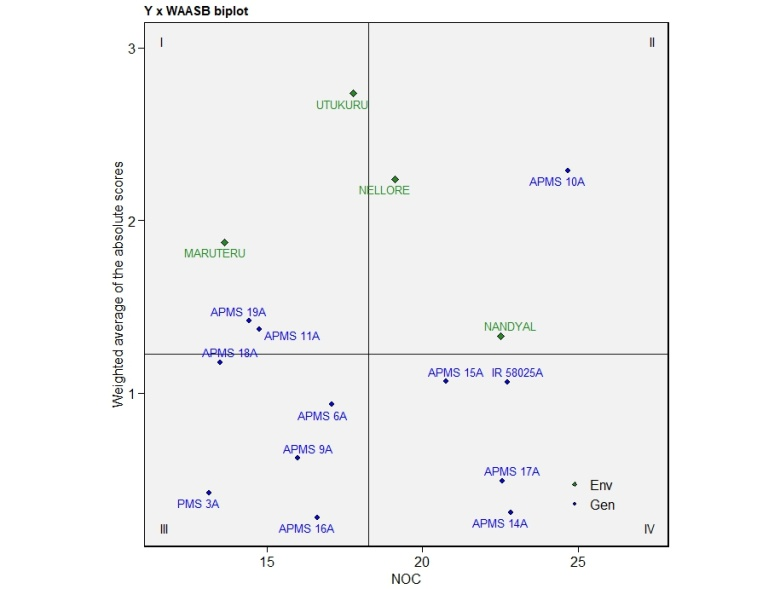 Y x WAASB biplot
I
II
3
UTUKURU
APMS 10A
NELLORE
2
MARUTERU
APMS 19A
NANDYAL
APMS 11A
APMS 18A
APMS 15A
IR 58025A
1
APMS 6A
APMS 9A
APMS 17A
Env
PMS 3A
Gen
APMS 14A
APMS 16A
III
IV
15
20
25
NOC
Weighted average of the absolute scores